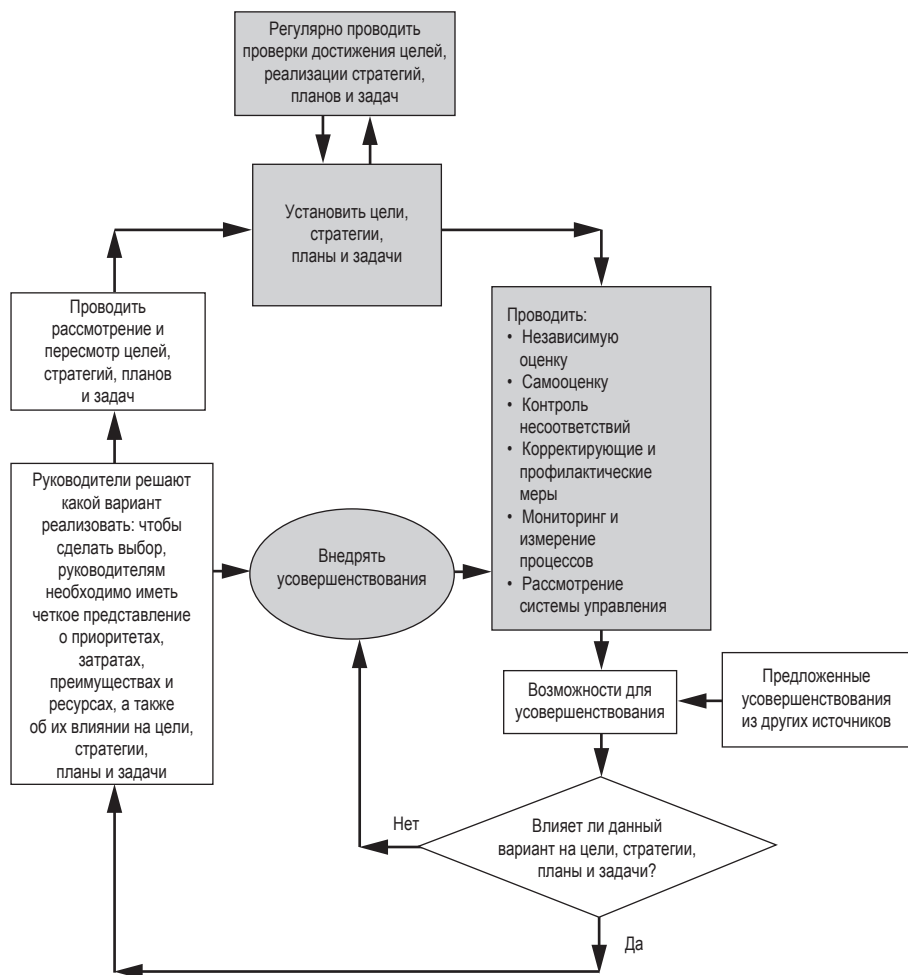 Регулярно проводить
проверки достижения целей,
реализации стратегий,
планов и задач
Установить цели,
стратегии,
планы и задачи
Проводить
рассмотрение и
пересмотр целей,
стратегий, планов
и задач
Проводить:
• Независимую
оценку
• Самооценку
• Контроль
несоответствий
• Корректирующие и
профилактические
меры
• Мониторинг и
измерение
процессов
• Рассмотрение
системы управления
Руководители решают
какой вариант
реализовать: чтобы
сделать выбор,
руководителям
необходимо иметь
четкое представление
о приоритетах,
затратах,
преимуществах и
ресурсах, а также
об их влиянии на цели,
стратегии,
планы и задачи
Внедрять
усовершенствования
Возможности для
усовершенствования
Предложенные
усовершенствования
из других источников
Влияет ли данный
вариант на цели, стратегии,
планы и задачи?
Нет
Да